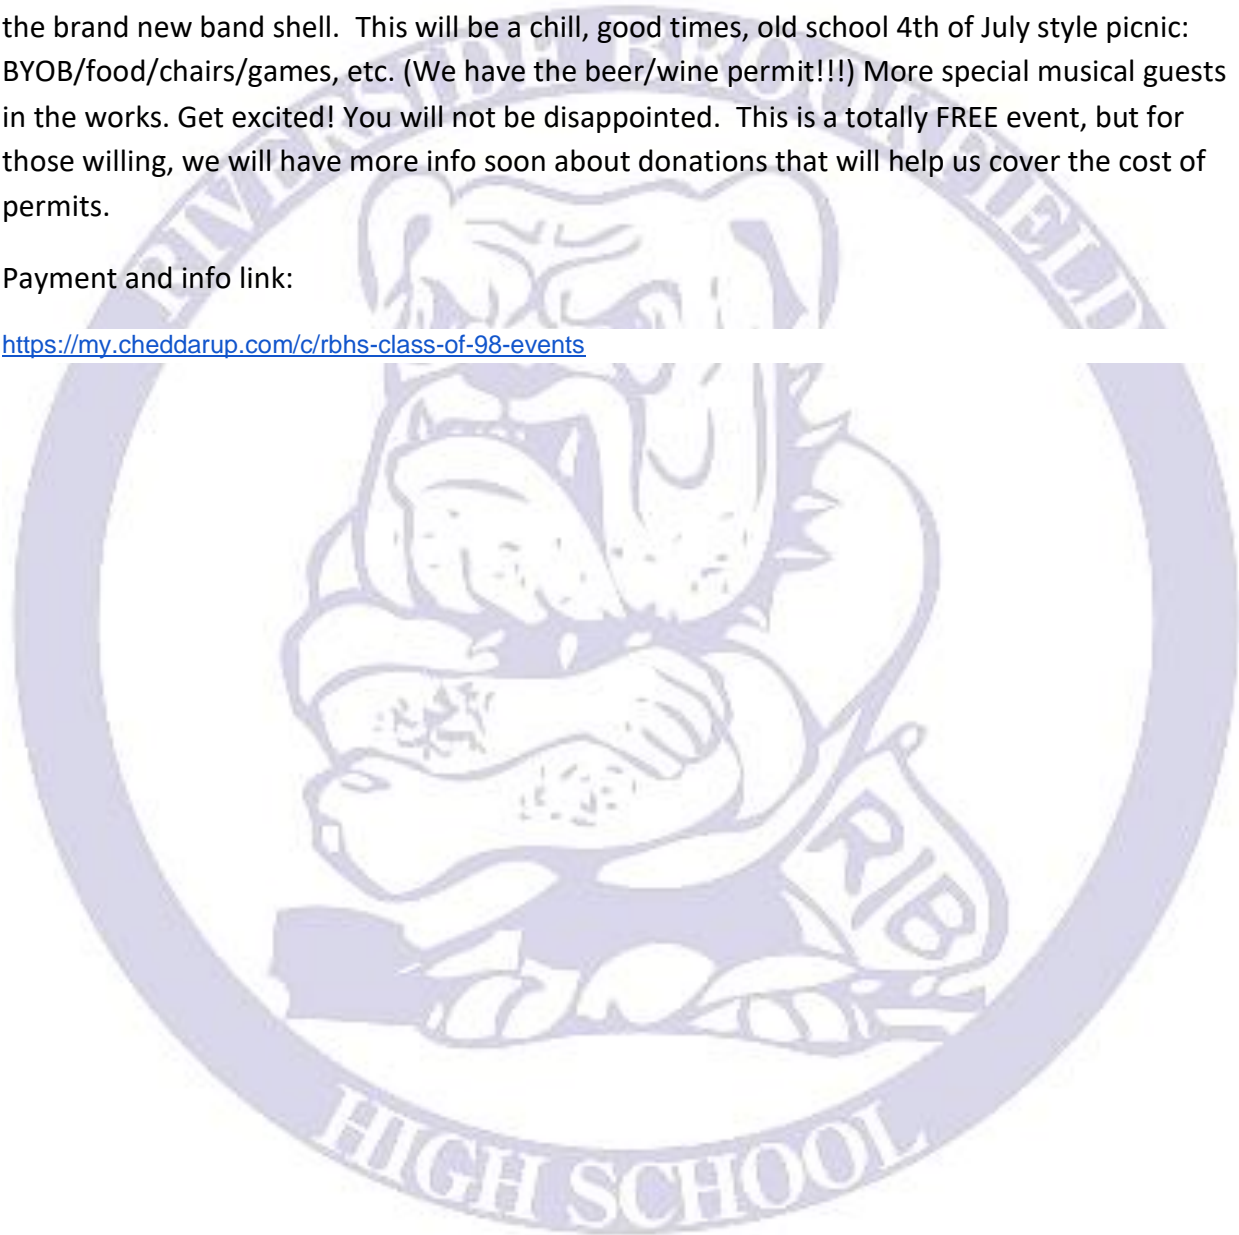 the brand new band shell.  This will be a chill, good times, old school 4th of July style picnic:
BYOB/food/chairs/games, etc. (We have the beer/wine permit!!!) More special musical guests
in the works. Get excited! You will not be disappointed.  This is a totally FREE event, but for
those willing, we will have more info soon about donations that will help us cover the cost of
permits.
Payment and info link:
https://my.cheddarup.com/c/rbhs-class-of-98-events
RIVERSIDE BROOKFIELD
R/B
HIGH SCHOOL